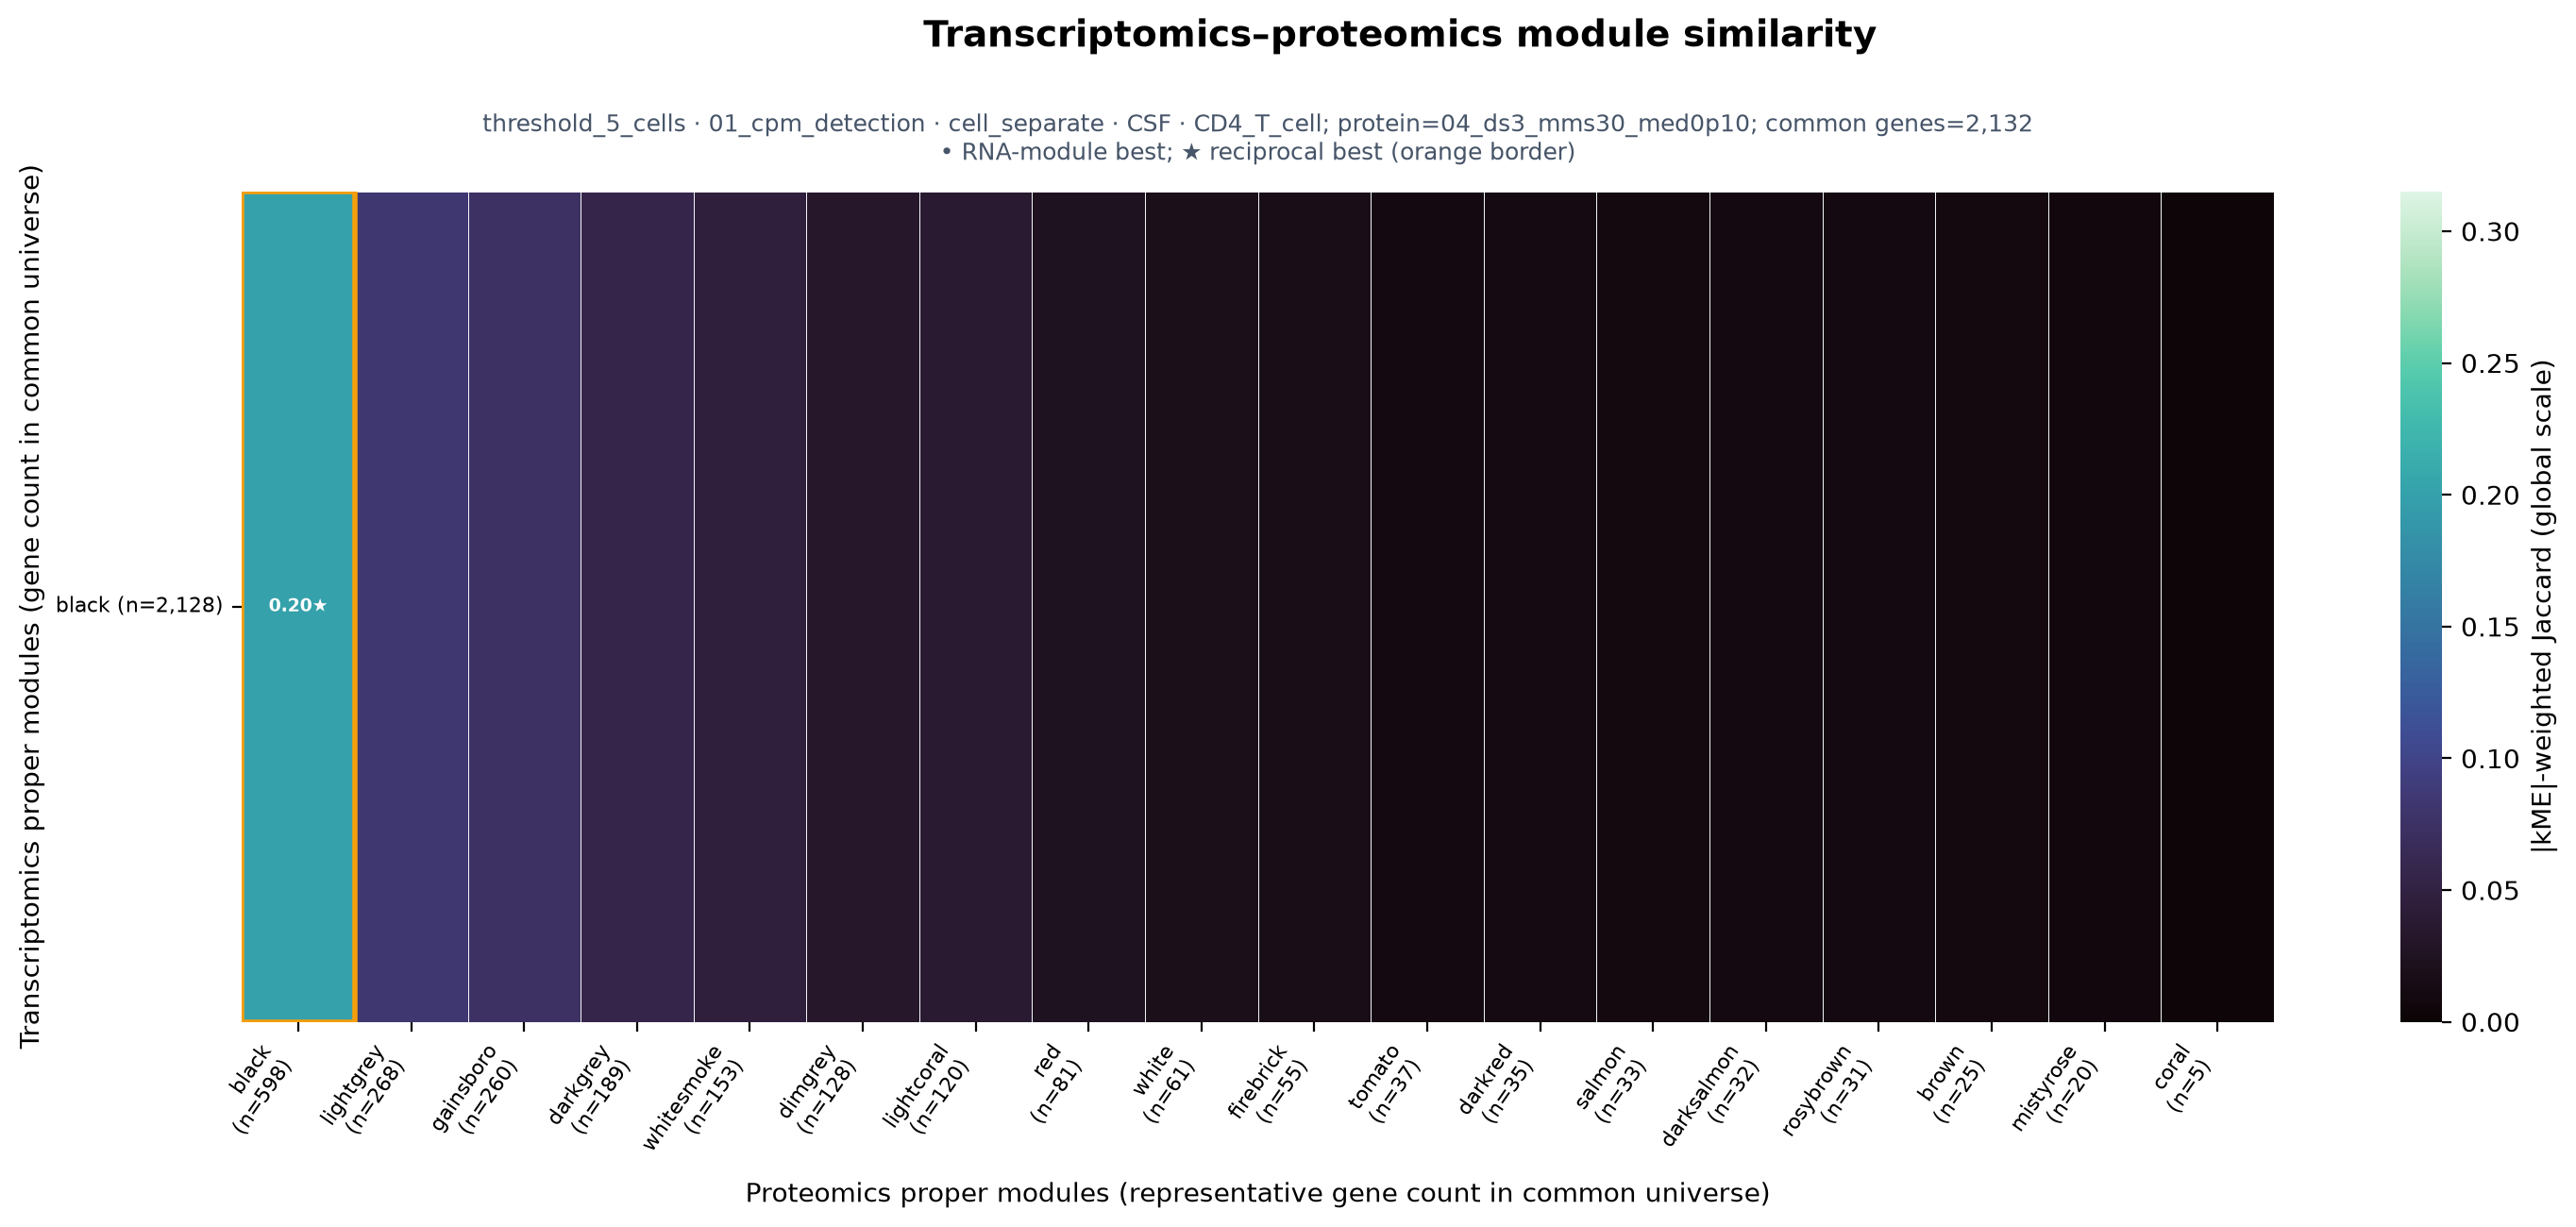 Transcriptomics–proteomics module similarity
threshold_5_cells · 01_cpm_detection · cell_separate · CSF · CD4_T_cell; protein=04_ds3_mms30_med0p10; common genes=2,132
• RNA-module best; ★ reciprocal best (orange border)
Transcriptomics proper modules (gene count in common universe)
black (n=2,128)
0.20★
black
(n=598)
lightgrey
(n=268)
gainsboro
(n=260)
darkgrey
(n=189)
whitesmoke
(n=153)
dimgrey
(n=128)
lightcoral
(n=120)
red
(n=81)
white
(n=61)
firebrick
(n=55)
tomato
(n=37)
darkred
(n=35)
salmon
(n=33)
darksalmon
(n=32)
rosybrown
(n=31)
brown
(n=25)
mistyrose
(n=20)
coral
(n=5)
Proteomics proper modules (representative gene count in common universe)
0.30
0.25
0.20
0.15
0.10
0.05
0.00
|kME|-weighted Jaccard (global scale)